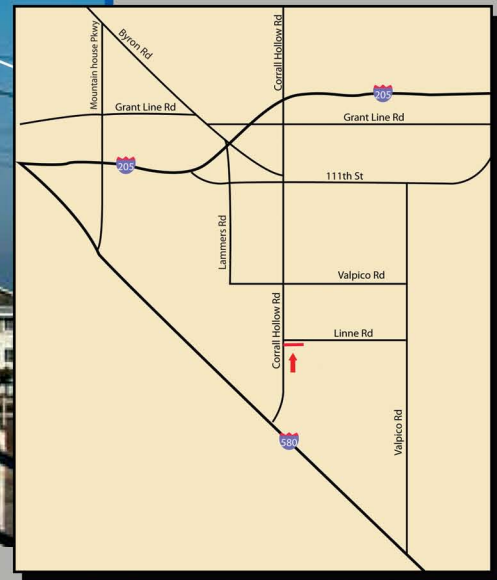 Mountain house Pkwy
Byron Rd
Corrall Hollow Rd
205
Grant Line Rd
Grant Line Rd
205
111th St
Lammers Rd
Valpico Rd
Corrall Hollow Rd
Linne Rd
Valpico Rd
580